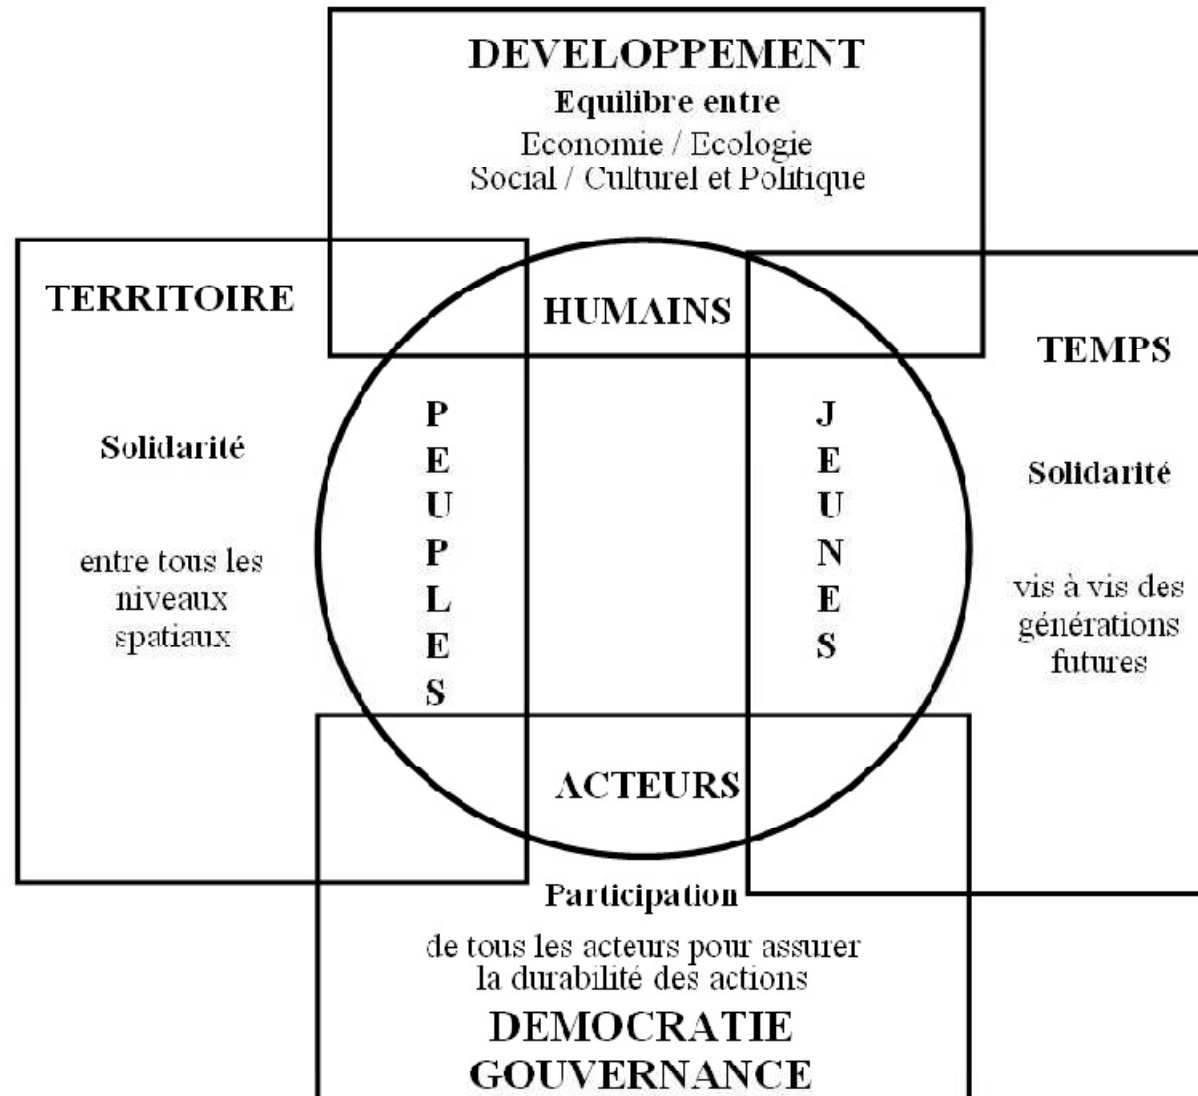 DEVELOPPEMENT
Equilibre entre
Economie / Ecologie
Social / Culturel et Politique
TERRITOIRE
Solidarité
entre tous les
niveaux
spatiaux
HUMAINS
PEUPLES
JEUNES
TEMPS
Solidarité
vis à vis des
générations
futures
ACTEURS
Participation
de tous les acteurs pour assurer
la durabilité des actions
DEMOCRATIE
GOUVERNANCE